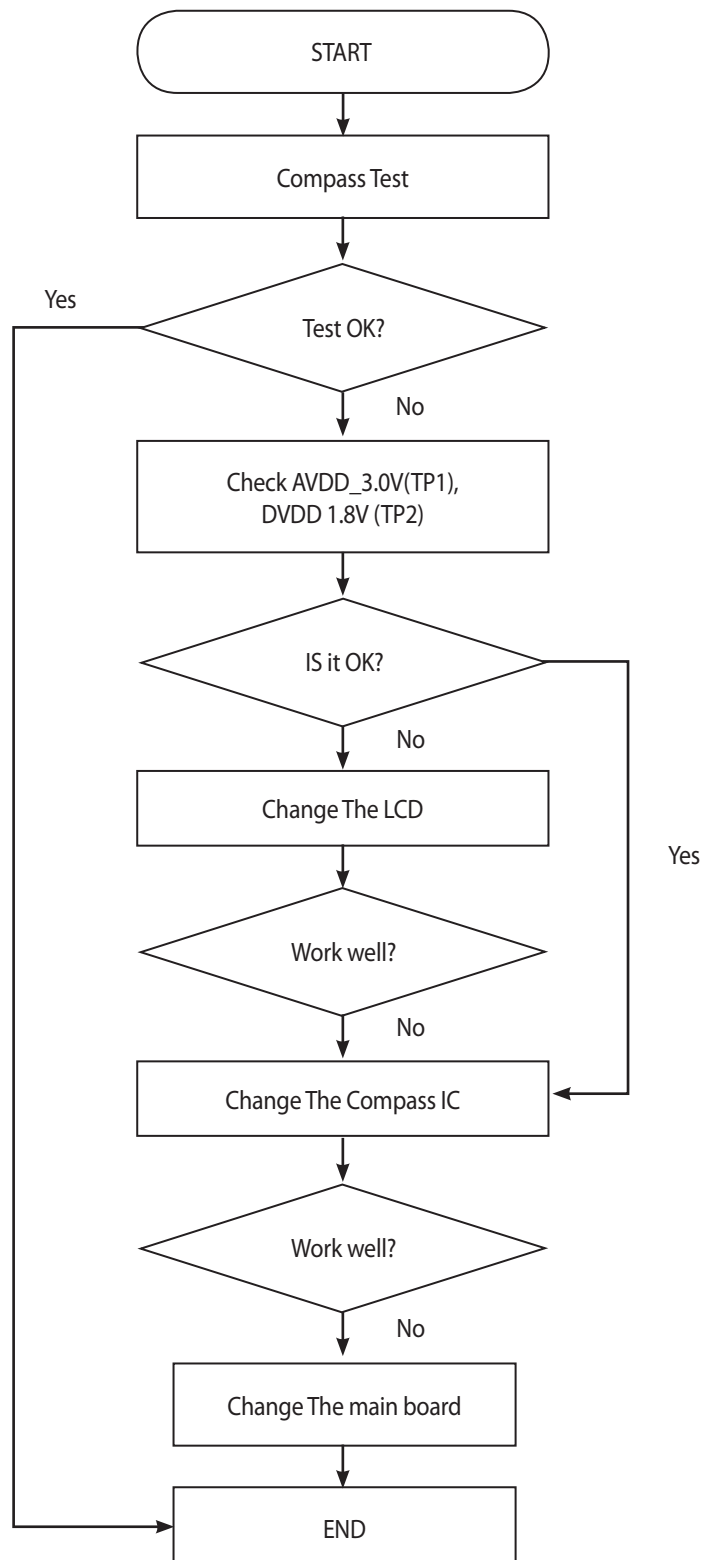 START
Compass Test
Yes
Test OK?
No
Check AVDD_3.0V(TP1),
DVDD 1.8V (TP2)
IS it OK?
No
Change The LCD
Yes
Work well?
No
Change The Compass IC
Work well?
No
Change The main board
END